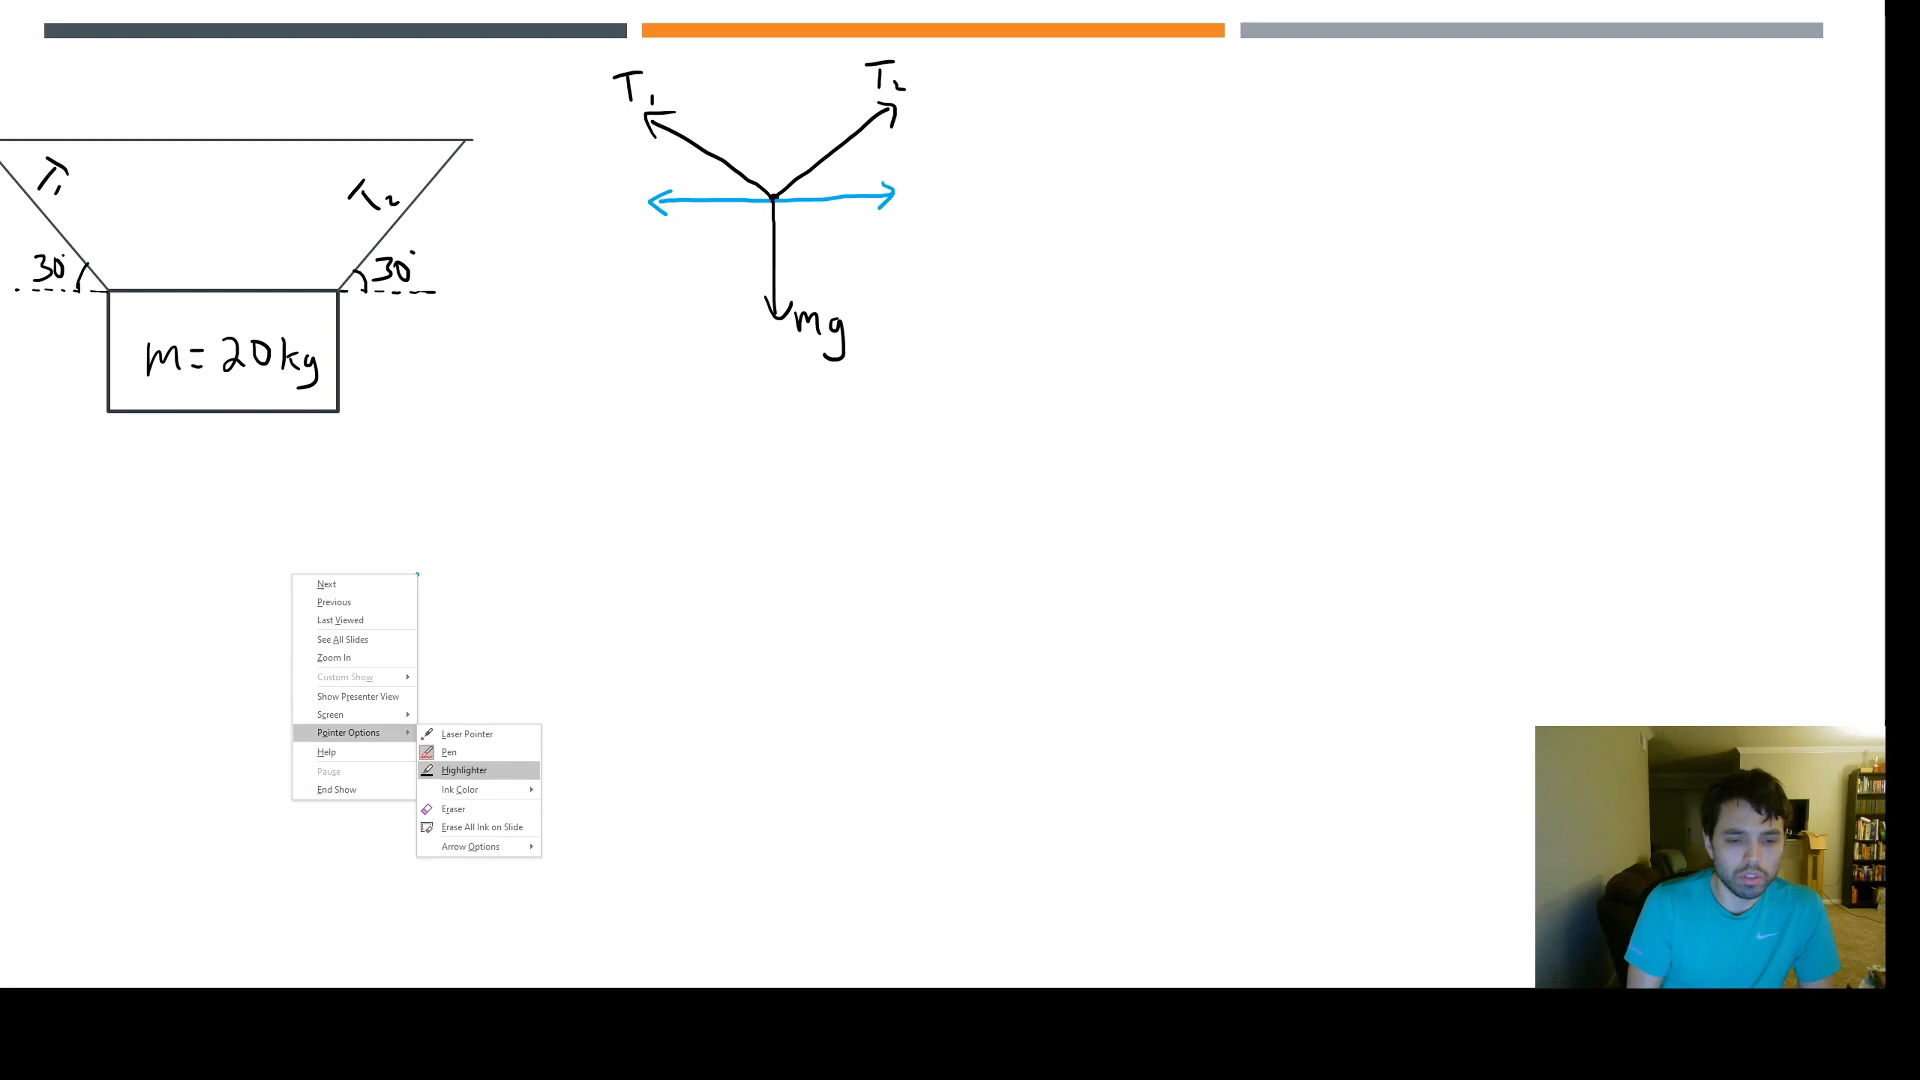 T₁
T₂
T₁
T₂
30°
30°
m = 20kg
mg
Next
Previous
Last Viewed
See All Slides
Zoom In
Custom Show
Show Presenter View
Screen
Pointer Options
Help
Pause
End Show
Laser Pointer
Pen
Highlighter
Ink Color
Eraser
Erase All Ink on Slide
Arrow Options